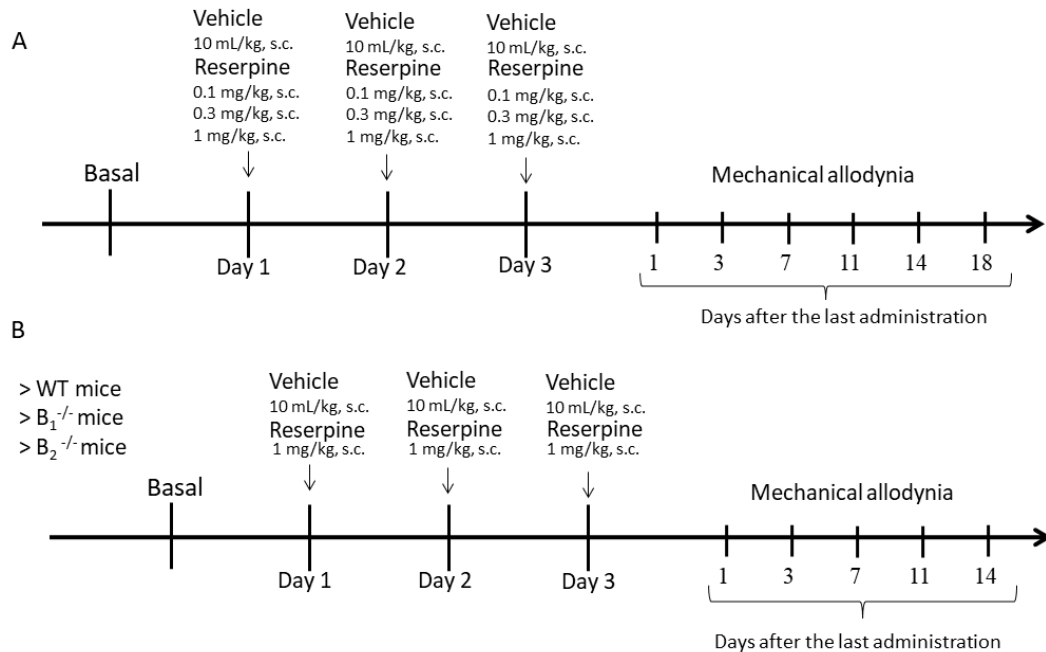 A
Vehicle
10 mL/kg, s.c.
Reserpine
0.1 mg/kg, s.c.
0.3 mg/kg, s.c.
1 mg/kg, s.c.
Vehicle
10 mL/kg, s.c.
Reserpine
0.1 mg/kg, s.c.
0.3 mg/kg, s.c.
1 mg/kg, s.c.
Vehicle
10 mL/kg, s.c.
Reserpine
0.1 mg/kg, s.c.
0.3 mg/kg, s.c.
1 mg/kg, s.c.
Basal
Mechanical allodynia
Day 1
Day 2
Day 3
1 3 7 11 14 18
Days after the last administration
B
> WT mice
> B₁⁻/⁻ mice
> B₂⁻/⁻ mice
Vehicle
10 mL/kg, s.c.
Reserpine
1 mg/kg, s.c.
Vehicle
10 mL/kg, s.c.
Reserpine
1 mg/kg, s.c.
Vehicle
10 mL/kg, s.c.
Reserpine
1 mg/kg, s.c.
Basal
Mechanical allodynia
Day 1
Day 2
Day 3
1 3 7 11 14
Days after the last administration